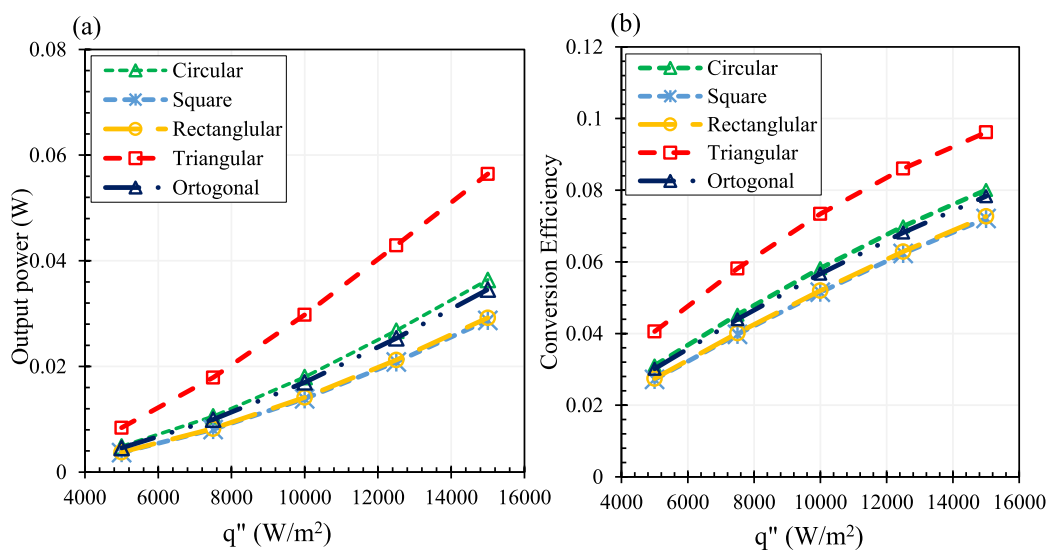 (a)
0.08
0.06
0.04
0.02
0
Output power (W)
Circular
Square
Rectanglular
Triangular
Ortogonal
4000 6000 8000 10000 12000 14000 16000
q" (W/m²)
(b)
0.12
0.1
0.08
0.06
0.04
0.02
0
Conversion Efficiency
Circular
Square
Rectanglular
Triangular
Ortogonal
4000 6000 8000 10000 12000 14000 16000
q" (W/m²)